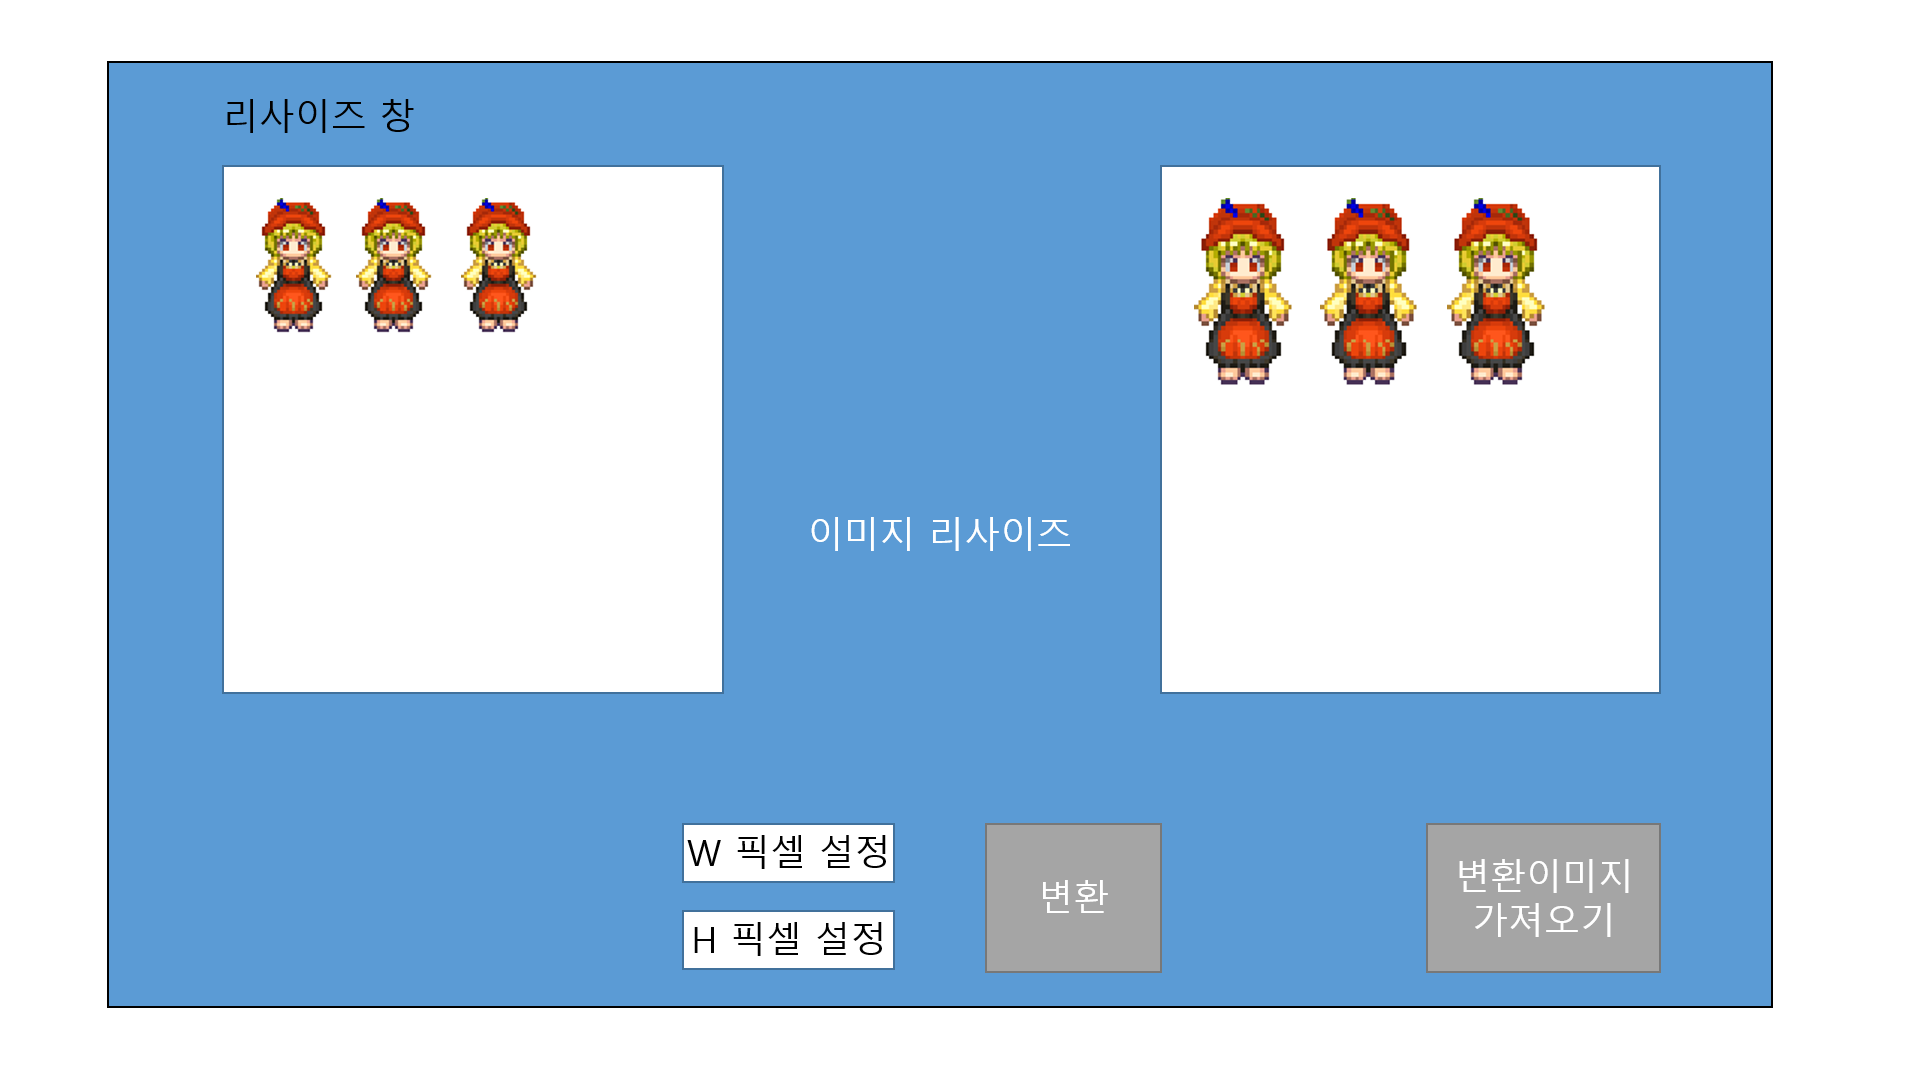 리사이즈 창
이미지 리사이즈
W 픽셀 설정
H 픽셀 설정
변환
변환이미지
가져오기